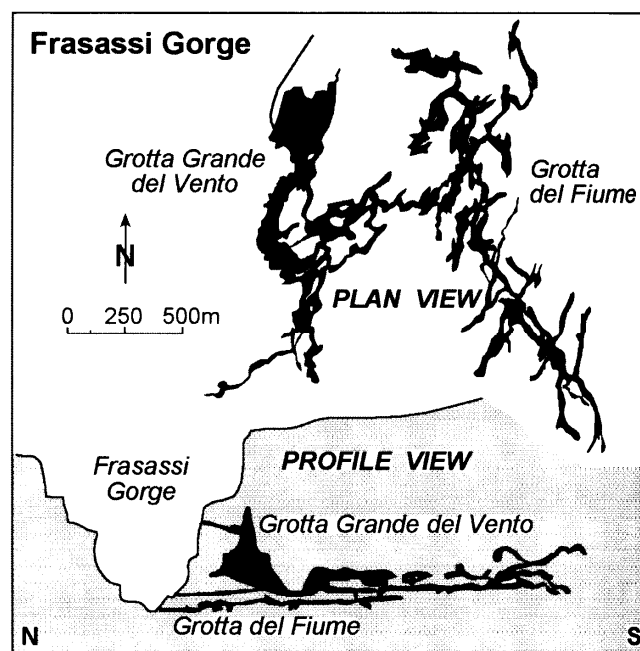 Frasassi Gorge
Grotta Grande
del Vento
Grotta
del Fiume
N
0 250 500m
PLAN VIEW
PROFILE VIEW
Frasassi
Gorge
Grotta Grande del Vento
Grotta del Fiume
N
S